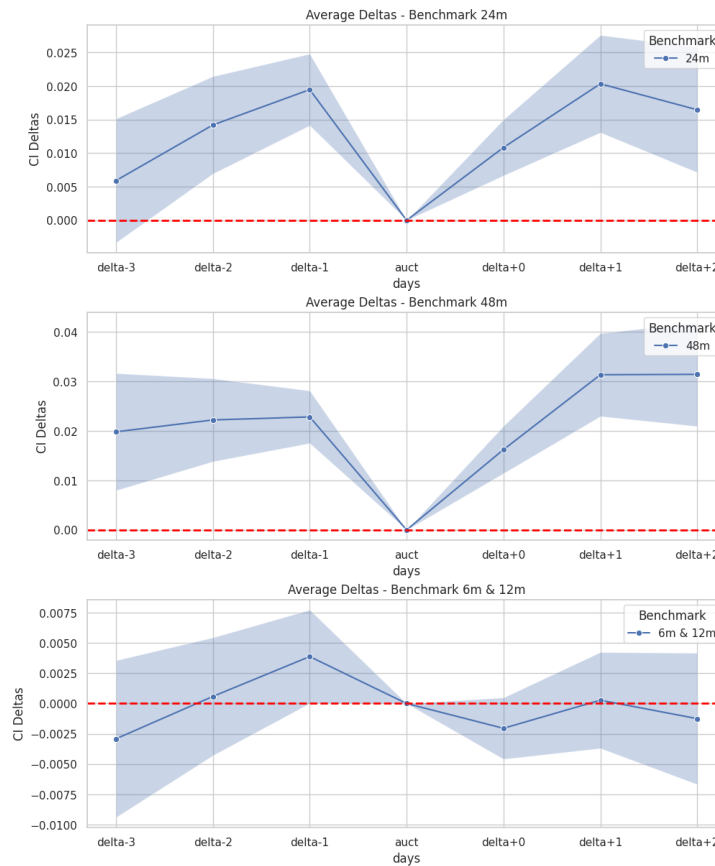 Average Deltas - Benchmark 24m
Benchmark
24m
0.025
0.020
0.015
0.010
0.005
0.000
CI Deltas
delta-3 delta-2 delta-1 auct delta+0 delta+1 delta+2
days
Average Deltas - Benchmark 48m
Benchmark
48m
0.04
0.03
0.02
0.01
0.00
CI Deltas
delta-3 delta-2 delta-1 auct delta+0 delta+1 delta+2
days
Average Deltas - Benchmark 6m & 12m
Benchmark
6m & 12m
0.0075
0.0050
0.0025
0.0000
−0.0025
−0.0050
−0.0075
−0.0100
CI Deltas
delta-3 delta-2 delta-1 auct delta+0 delta+1 delta+2
days